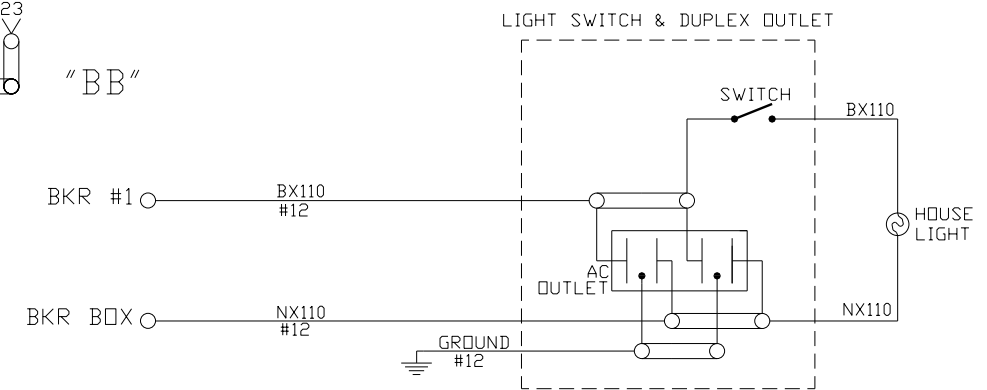 23
LIGHT SWITCH & DUPLEX OUTLET
"BB"
SWITCH
BX110
BKR #1
BX110
#12
HOUSE
LIGHT
AC
OUTLET
BKR BOX
NX110
#12
NX110
GROUND
#12